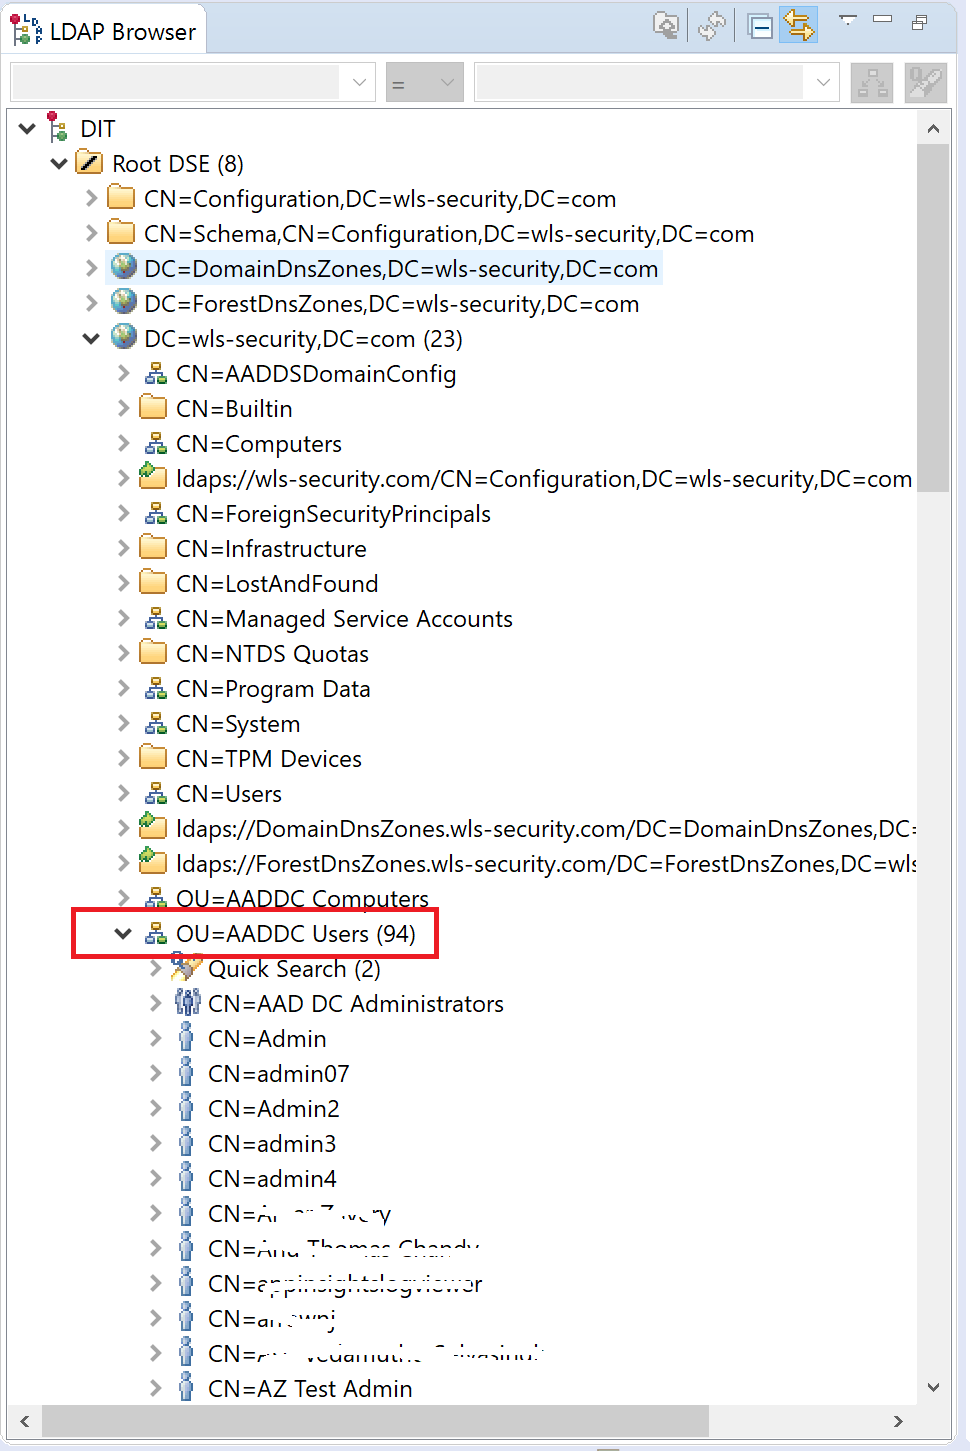 LDAP Browser
=
DIT
Root DSE (8)
CN=Configuration,DC=wls-security,DC=com
CN=Schema,CN=Configuration,DC=wls-security,DC=com
DC=DomainDnsZones,DC=wls-security,DC=com
DC=ForestDnsZones,DC=wls-security,DC=com
DC=wls-security,DC=com (23)
CN=AADDSDomainConfig
CN=Builtin
CN=Computers
ldaps://wls-security.com/CN=Configuration,DC=wls-security,DC=com
CN=ForeignSecurityPrincipals
CN=Infrastructure
CN=LostAndFound
CN=Managed Service Accounts
CN=NTDS Quotas
CN=Program Data
CN=System
CN=TPM Devices
CN=Users
ldaps://DomainDnsZones.wls-security.com/DC=DomainDnsZones,DC=
ldaps://ForestDnsZones.wls-security.com/DC=ForestDnsZones,DC=wls
OU=AADDC Computers
OU=AADDC Users (94)
Quick Search (2)
CN=AAD DC Administrators
CN=Admin
CN=admin07
CN=Admin2
CN=admin3
CN=admin4
CN=
CN=
CN=appinsightslogviewer
CN=
CN=
CN=AZ Test Admin